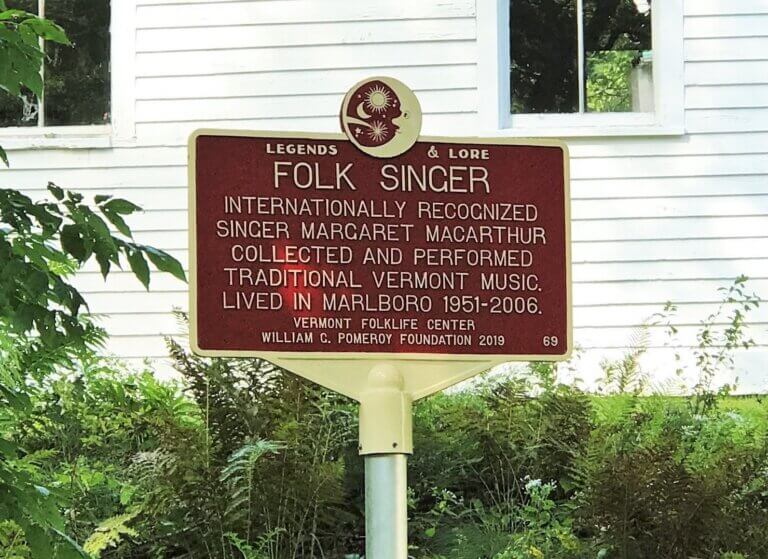 LEGENDS & LORE
FOLK SINGER
INTERNATIONALLY RECOGNIZED
SINGER MARGARET MACARTHUR
COLLECTED AND PERFORMED
TRADITIONAL VERMONT MUSIC.
LIVED IN MARLBORO 1951-2006.
VERMONT FOLKLIFE CENTER
WILLIAM C. POMEROY FOUNDATION 2019 69